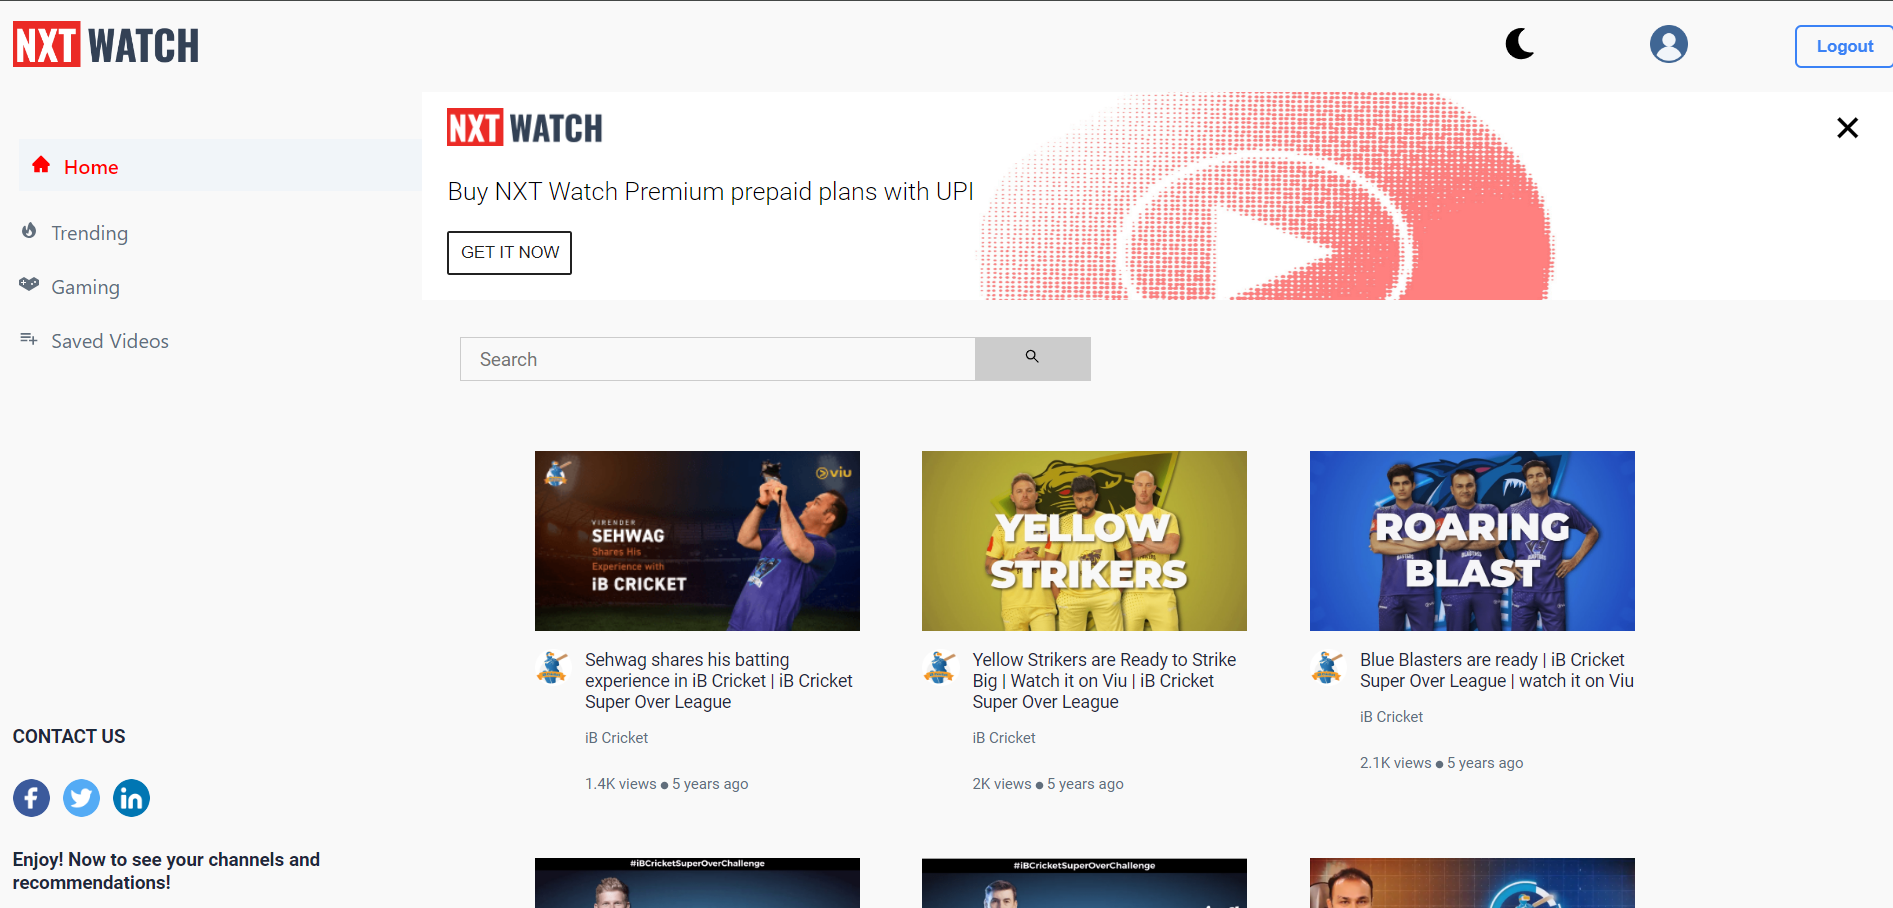 NXT WATCH
Logout
Home
Trending
Gaming
Saved Videos
NXT WATCH
Buy NXT Watch Premium prepaid plans with UPI
GET IT NOW
Search
viu
VIRENDER
SEHWAG
Shares His
Experience with
iB CRICKET
YELLOW
STRIKERS
ROARING
BLAST
Sehwag shares his batting
experience in iB Cricket | iB Cricket
Super Over League
iB Cricket
1.4K views ● 5 years ago
Yellow Strikers are Ready to Strike
Big | Watch it on Viu | iB Cricket
Super Over League
iB Cricket
2K views ● 5 years ago
Blue Blasters are ready | iB Cricket
Super Over League | watch it on Viu
iB Cricket
2.1K views ● 5 years ago
#iBCricketSuperOverChallenge
#iBCricketSuperOverChallenge
CONTACT US
Enjoy! Now to see your channels and
recommendations!